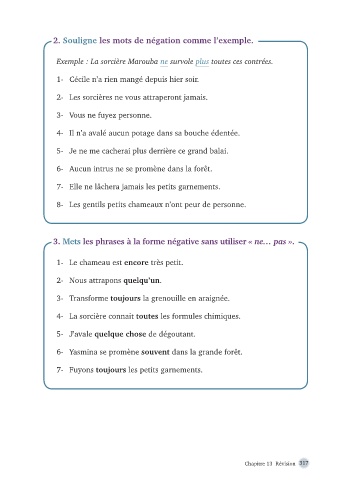 2. Souligne les mots de négation comme l'exemple.
Exemple : La sorcière Marouba ne survole plus toutes ces contrées.
1- Cécile n'a rien mangé depuis hier soir.
2- Les sorcières ne vous attraperont jamais.
3- Vous ne fuyez personne.
4- Il n'a avalé aucun potage dans sa bouche édentée.
5- Je ne me cacherai plus derrière ce grand balai.
6- Aucun intrus ne se promène dans la forêt.
7- Elle ne lâchera jamais les petits garnements.
8- Les gentils petits chameaux n'ont peur de personne.
3. Mets les phrases à la forme négative sans utiliser « ne... pas ».
1- Le chameau est encore très petit.
2- Nous attrapons quelqu'un.
3- Transforme toujours la grenouille en araignée.
4- La sorcière connait toutes les formules chimiques.
5- J'avale quelque chose de dégoutant.
6- Yasmina se promène souvent dans la grande forêt.
7- Fuyons toujours les petits garnements.
Chapitre 13 Révision 317